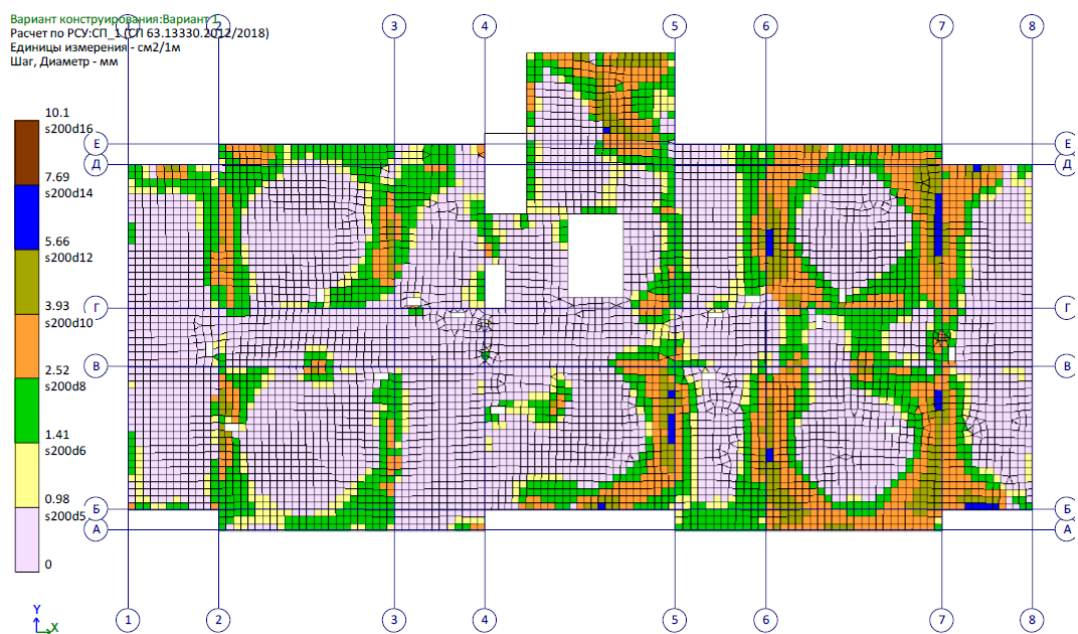 Вариант конструирования:Вариант 1
Расчет по РСУ:СП_1 (СП 63.13330.2012/2018)
Единицы измерения - см2/1м
Шаг, Диаметр - мм
1 2 3 4 5 6 7 8
10.1
s200d16
7.69
s200d14
5.66
s200d12
3.93
s200d10
2.52
s200d8
1.41
s200d6
0.98
s200d5
0
Е Е
Д Д
Г Г
В В
Б Б
А А
Y
X
1 2 3 4 5 6 7 8